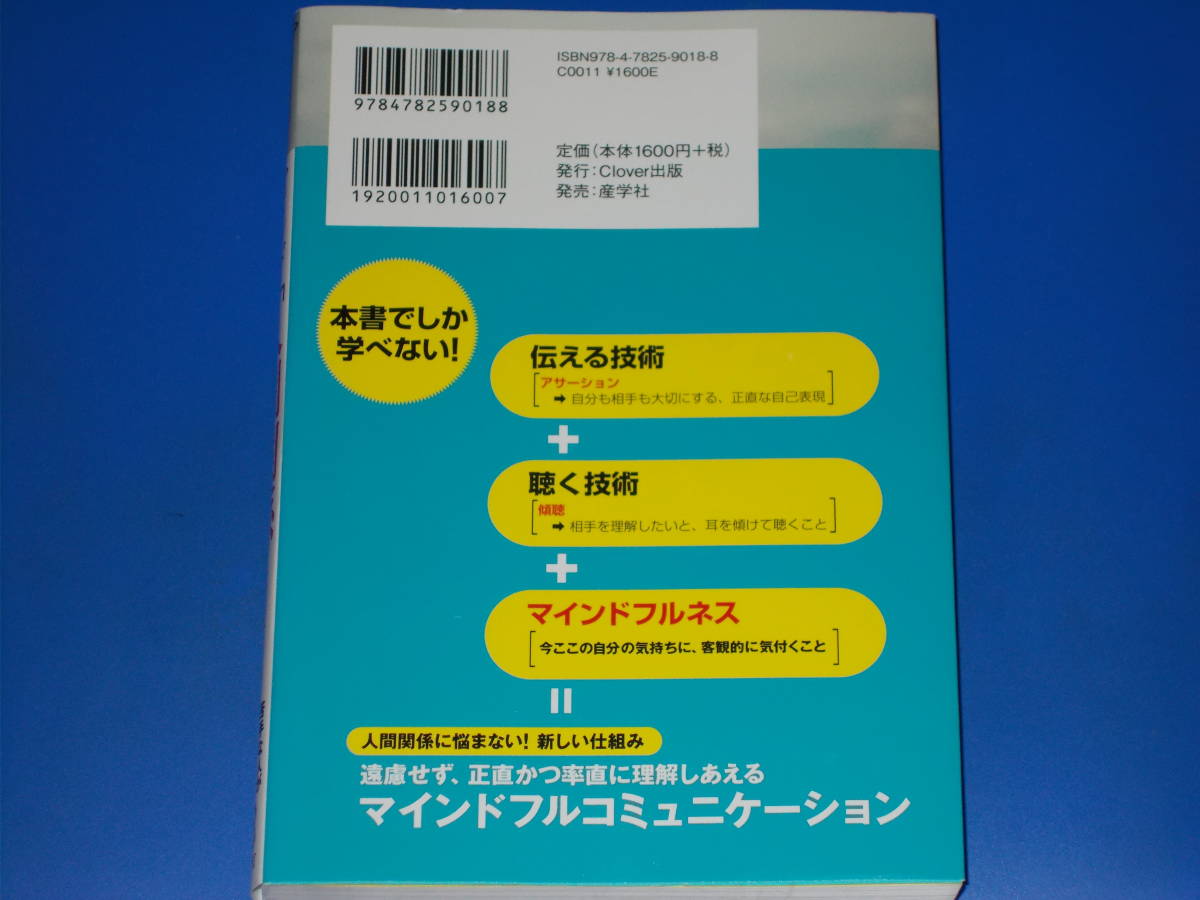 ISBN978-4-7825-9018-8
C0011 ¥1600E
9784782590188
1920011016007
定価(本体1600円+税)
発行:Clover出版
発売:産学社
本書でしか
学べない!
伝える技術
アサーション
➡ 自分も相手も大切にする、正直な自己表現
+
聴く技術
傾聴
➡ 相手を理解したいと、耳を傾けて聴くこと
+
マインドフルネス
今ここの自分の気持ちに、客観的に気付くこと
=
人間関係に悩まない! 新しい仕組み
遠慮せず、正直かつ率直に理解しあえる
マインドフルコミュニケーション